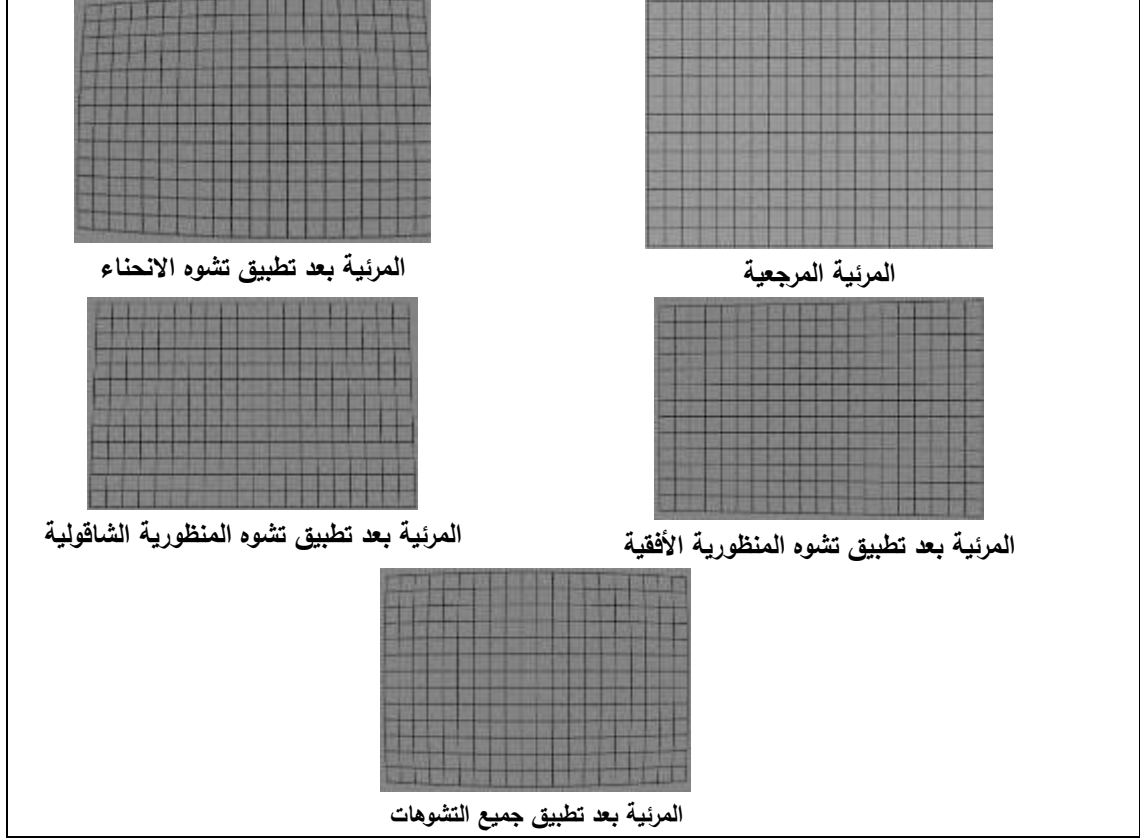 المرئية المرجعية
المرئية بعد تطبيق تشوه الانحناء
المرئية بعد تطبيق تشوه المنظورية الأفقية
المرئية بعد تطبيق تشوه المنظورية الشاقولية
المرئية بعد تطبيق جميع التشوهات